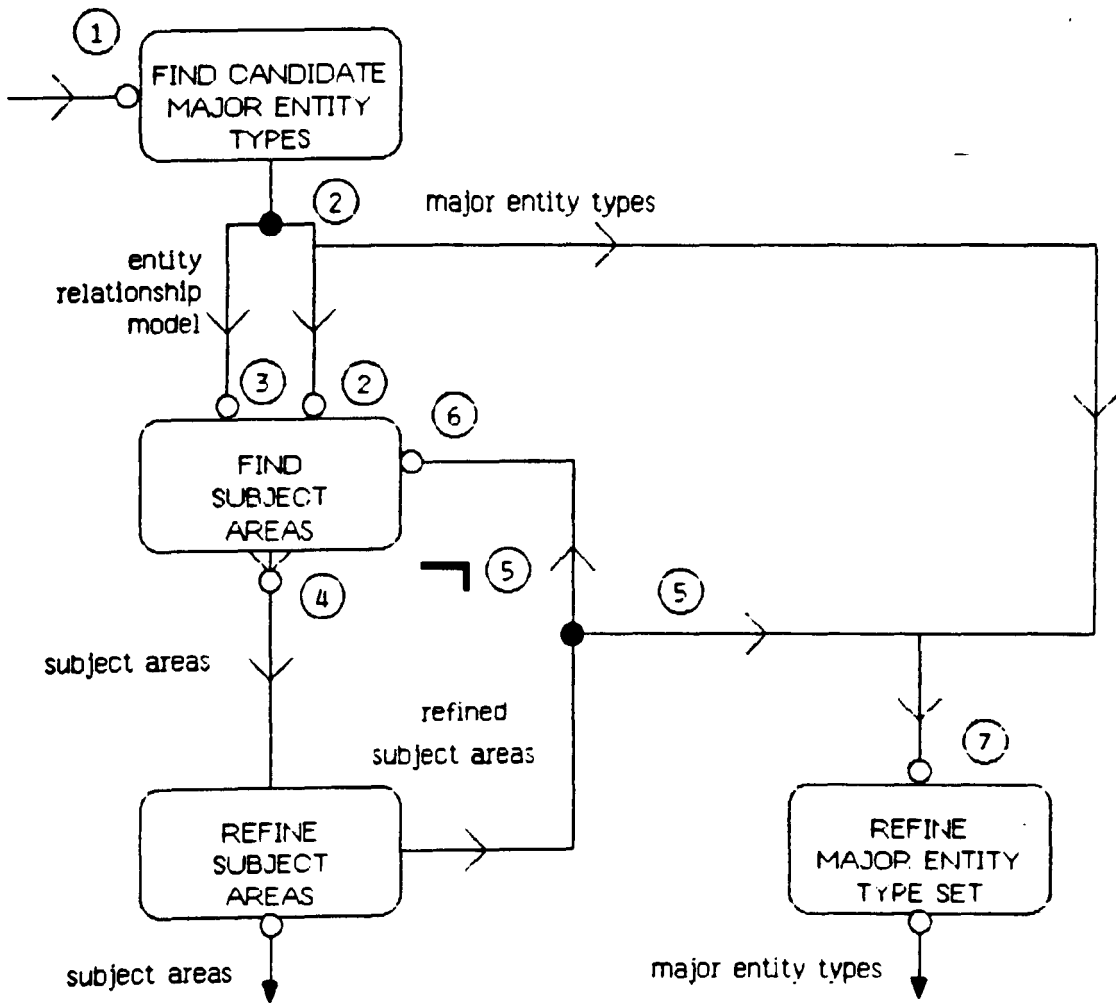 1
FIND CANDIDATE
MAJOR ENTITY
TYPES
2
major entity types
entity
relationship
model
3
2
6
FIND
SUBJECT
AREAS
4
5
5
subject areas
refined
subject areas
7
REFINE
SUBJECT
AREAS
REFINE
MAJOR ENTITY
TYPE SET
subject areas
major entity types